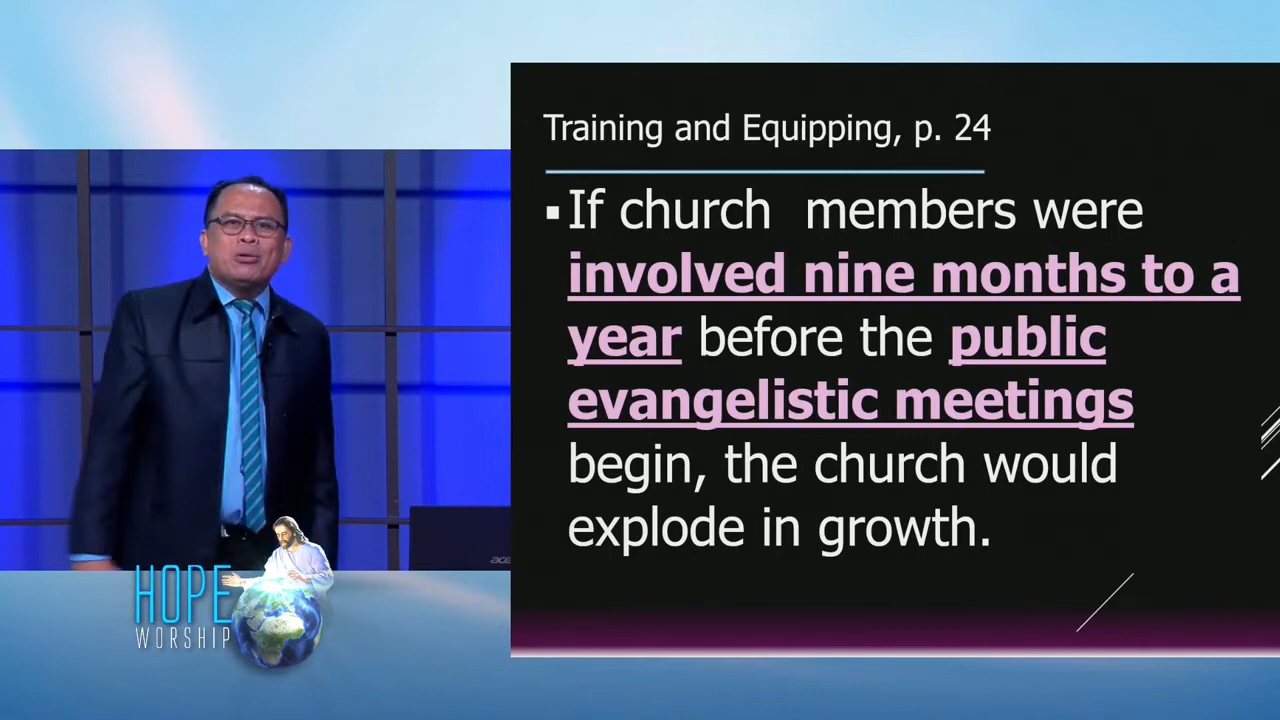 Training and Equipping, p. 24
▪If church members were
involved nine months to a
year before the public
evangelistic meetings
begin, the church would
explode in growth.
acer
HOPE
WORSHIP